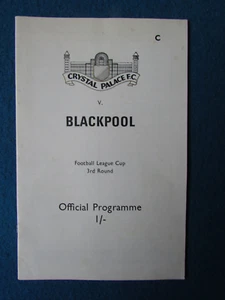 C
CRYSTAL PALACE F.C.
V.
BLACKPOOL
Football League Cup
3rd Round
Official Programme
1/-